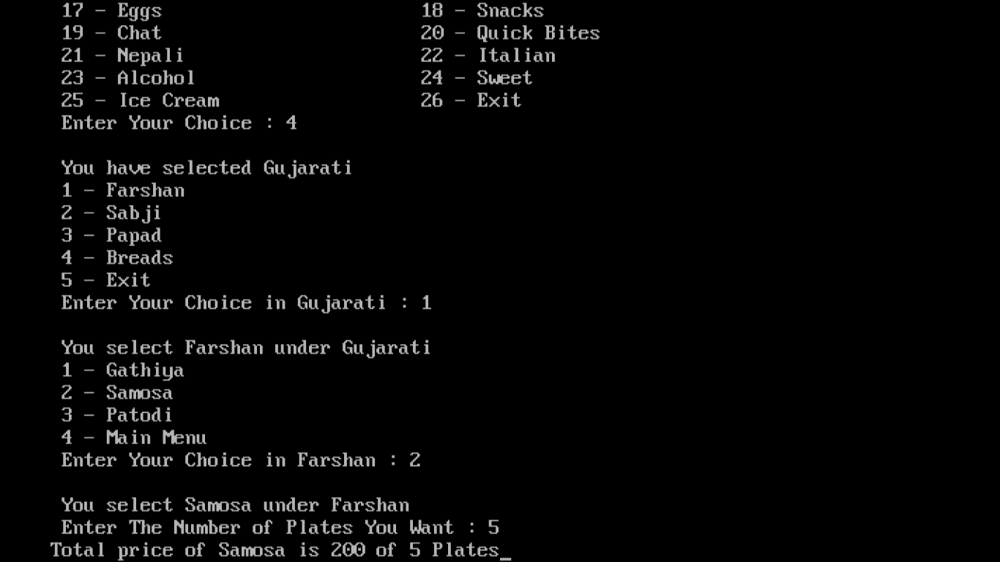 17 - Eggs 18 - Snacks
19 - Chat 20 - Quick Bites
21 - Nepali 22 - Italian
23 - Alcohol 24 - Sweet
25 - Ice Cream 26 - Exit
Enter Your Choice : 4
You have selected Gujarati
1 - Farshan
2 - Sabji
3 - Papad
4 - Breads
5 - Exit
Enter Your Choice in Gujarati : 1
You select Farshan under Gujarati
1 - Gathiya
2 - Samosa
3 - Patodi
4 - Main Menu
Enter Your Choice in Farshan : 2
You select Samosa under Farshan
Enter The Number of Plates You Want : 5
Total price of Samosa is 200 of 5 Plates_